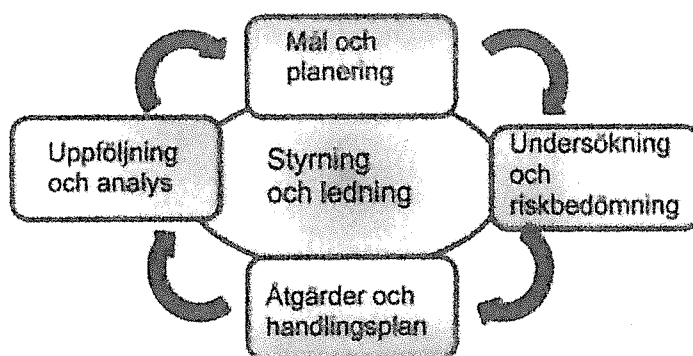 Mål och
planering
Undersökning
och
riskbedömning
Åtgärder och
handlingsplan
Uppföljning
och analys
Styrning
och ledning